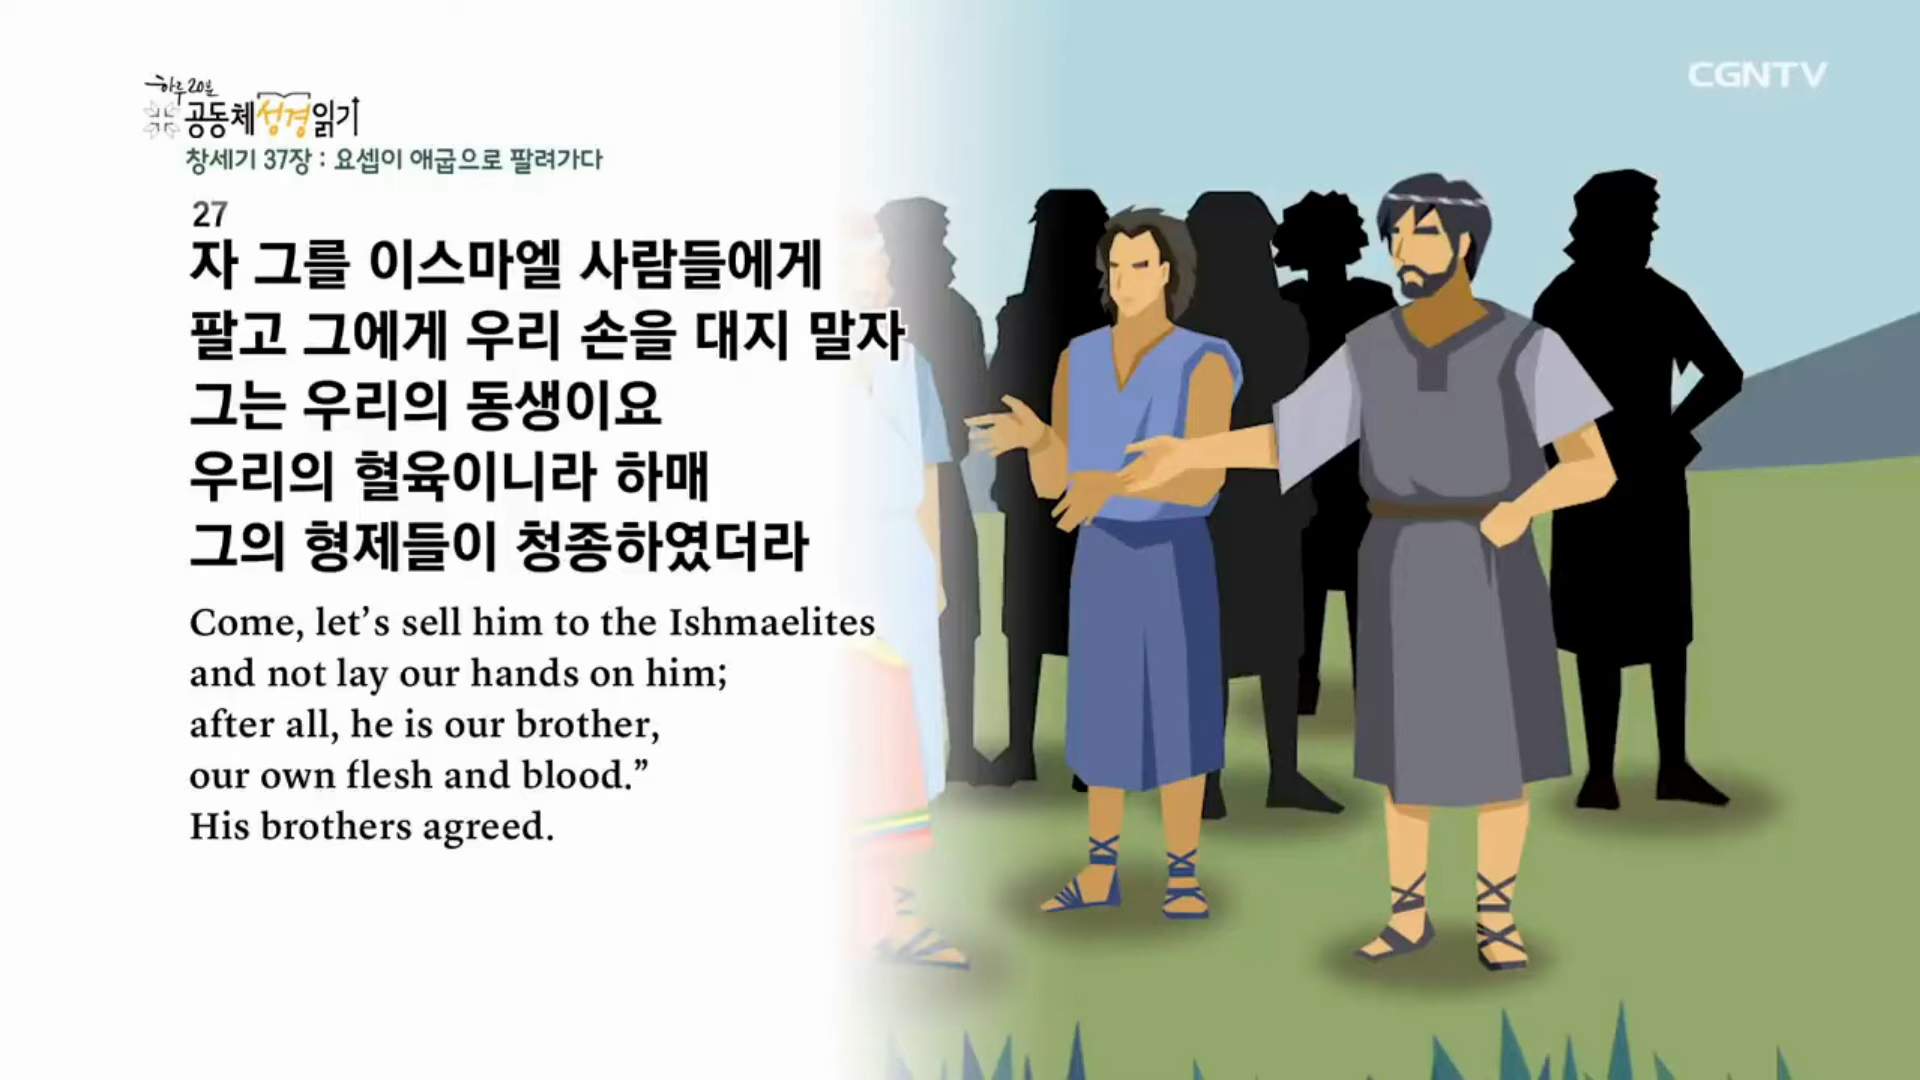 하루 20분
공동체성경읽기
CGNTV
창세기 37장 : 요셉이 애굽으로 팔려가다
27
자 그를 이스마엘 사람들에게
팔고 그에게 우리 손을 대지 말자
그는 우리의 동생이요
우리의 혈육이니라 하매
그의 형제들이 청종하였더라
Come, let’s sell him to the Ishmaelites
and not lay our hands on him;
after all, he is our brother,
our own flesh and blood.”
His brothers agreed.